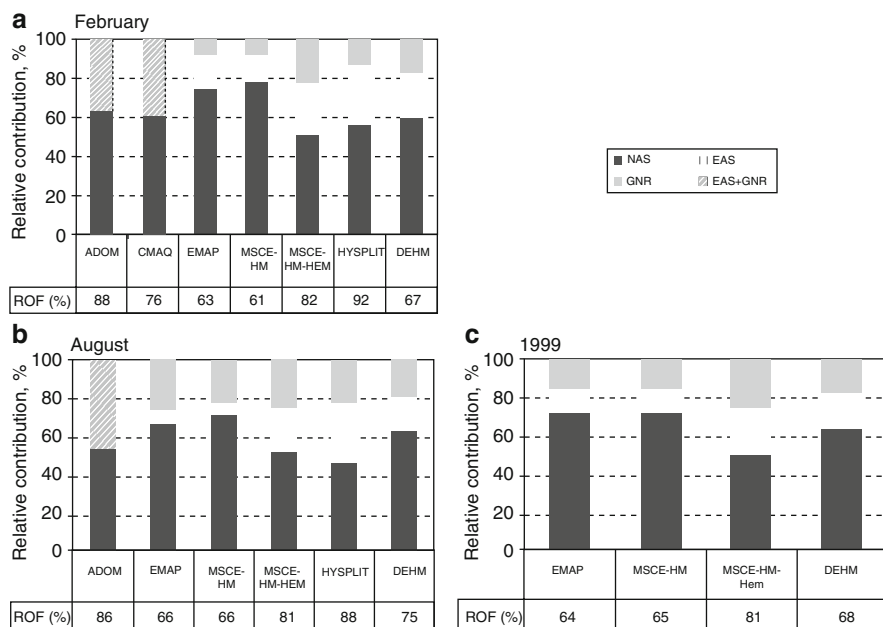 a February
Relative contribution, %
100
80
60
40
20
0
ADOM CMAQ EMAP MSCE-HM MSCE-HM-HEM HYSPLIT DEHM
ROF (%) 88 76 63 61 82 92 67
NAS EAS
GNR EAS+GNR
b August
Relative contribution, %
100
80
60
40
20
0
ADOM EMAP MSCE-HM MSCE-HM-HEM HYSPLIT DEHM
ROF (%) 86 66 66 81 88 75
c 1999
Relative contribution, %
100
80
60
40
20
0
EMAP MSCE-HM MSCE-HM-Hem DEHM
ROF (%) 64 65 81 68